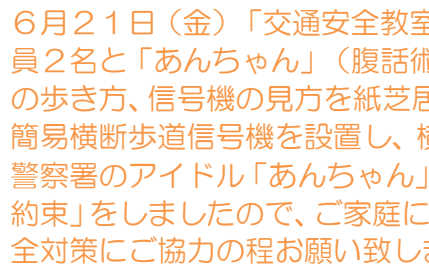 ６月２１日（金）「交通安全教室
員２名と「あんちゃん」（腹話術
の歩き方、信号機の見方を紙芝居
簡易横断歩道信号機を設置し、横
警察署のアイドル「あんちゃん」
約束」をしましたので、ご家庭に
全対策にご協力の程お願い致しま